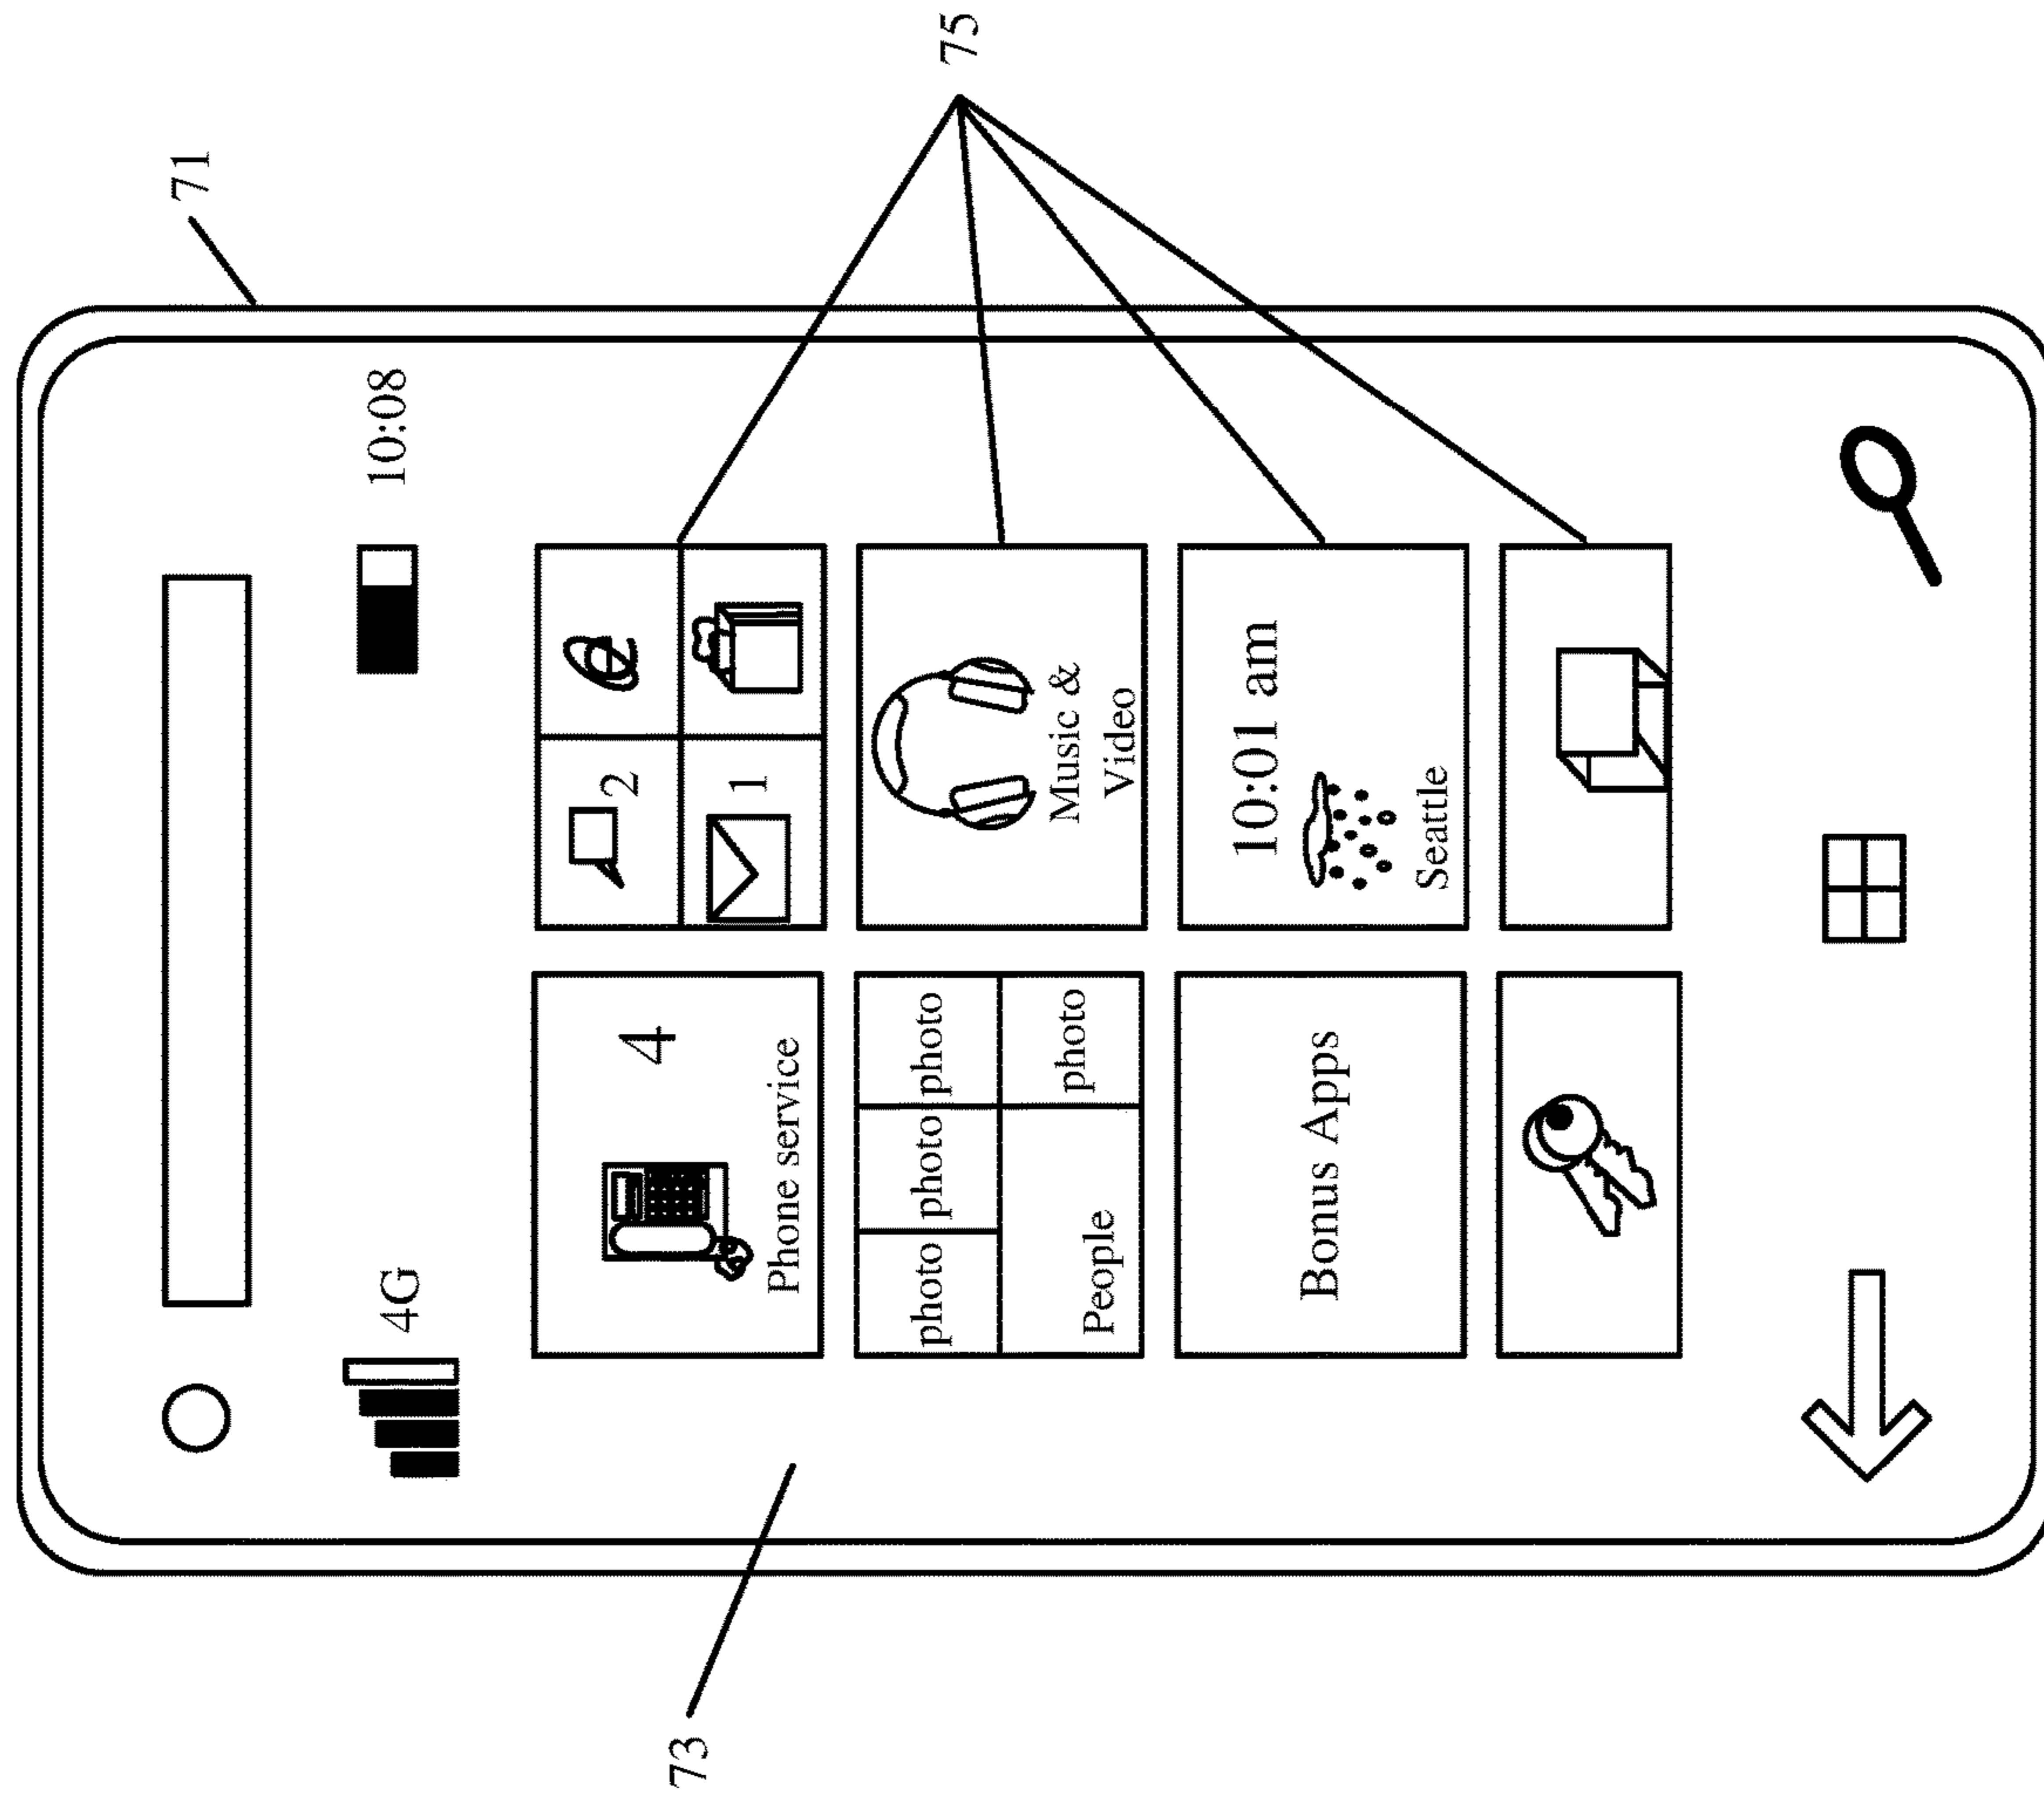 71
4G
10:08
4
Phone service
2
1
75
73
photo
photo
photo
People
photo
Music &
Video
Bonus Apps
10:01 am
Seattle